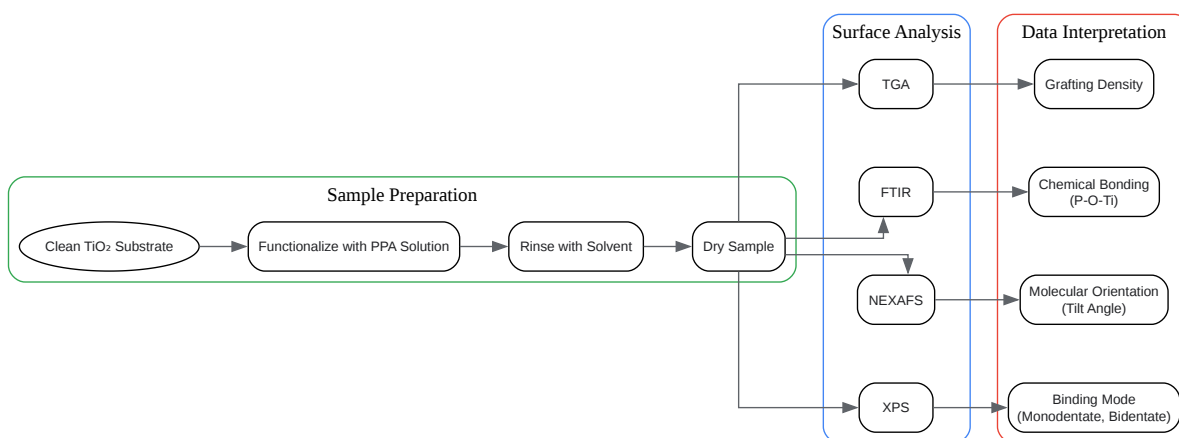 Surface Analysis
Data Interpretation
TGA
Grafting Density
Sample Preparation
FTIR
Chemical Bonding
(P-O-Ti)
Clean TiO₂ Substrate
Functionalize with PPA Solution
Rinse with Solvent
Dry Sample
NEXAFS
Molecular Orientation
(Tilt Angle)
XPS
Binding Mode
(Monodentate, Bidentate)